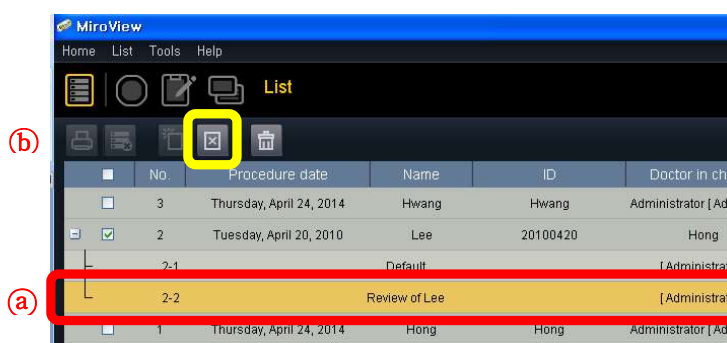 MiroView
Home List Tools Help
List
ⓑ
No. Procedure date Name ID Doctor in ch
3 Thursday, April 24, 2014 Hwang Hwang Administrator [ Ad
2 Tuesday, April 20, 2010 Lee 20100420 Hong
2-1 Default [ Administrat
ⓐ 2-2 Review of Lee [ Administrat
1 Thursday, April 24, 2014 Hong Hong Administrator [ Ad